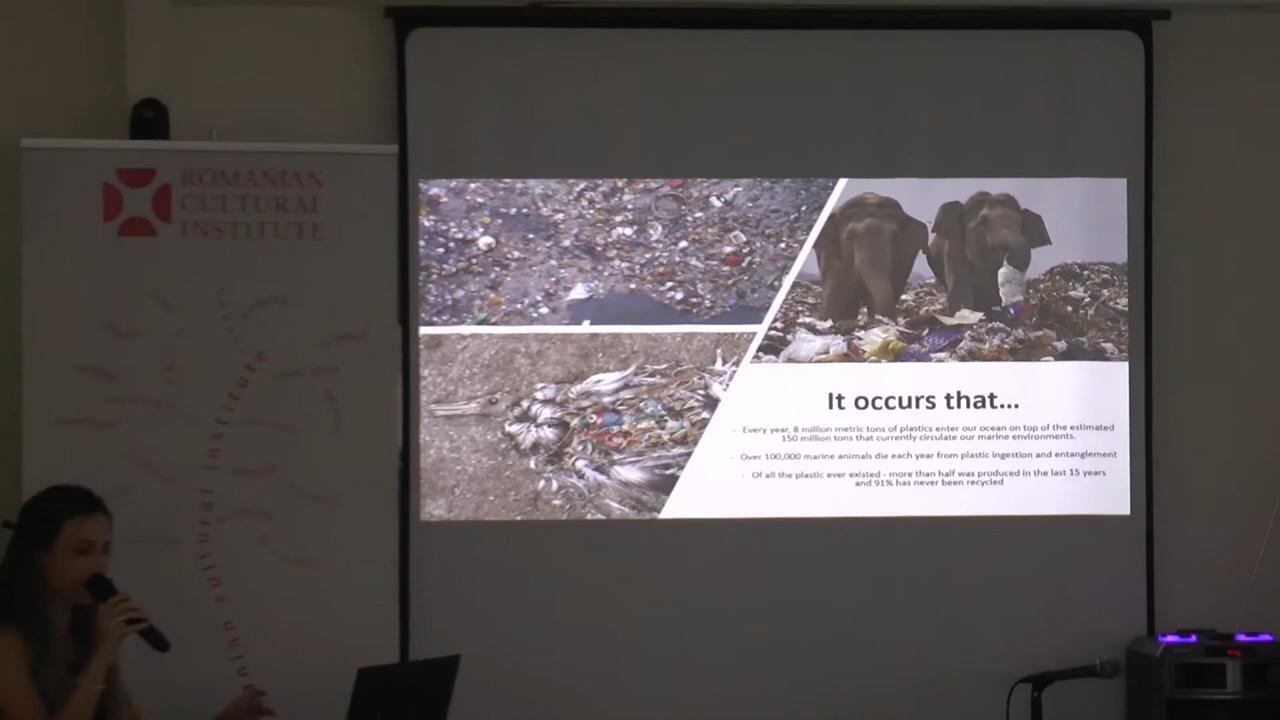 ROMANIAN
CULTURAL
INSTITUTE
cultural institute
It occurs that...
- Every year, 8 million metric tons of plastics enter our ocean on top of the estimated
150 million tons that currently circulate our marine environments.
- Over 100,000 marine animals die each year from plastic ingestion and entanglement
- Of all the plastic ever existed - more than half was produced in the last 15 years
and 91% has never been recycled